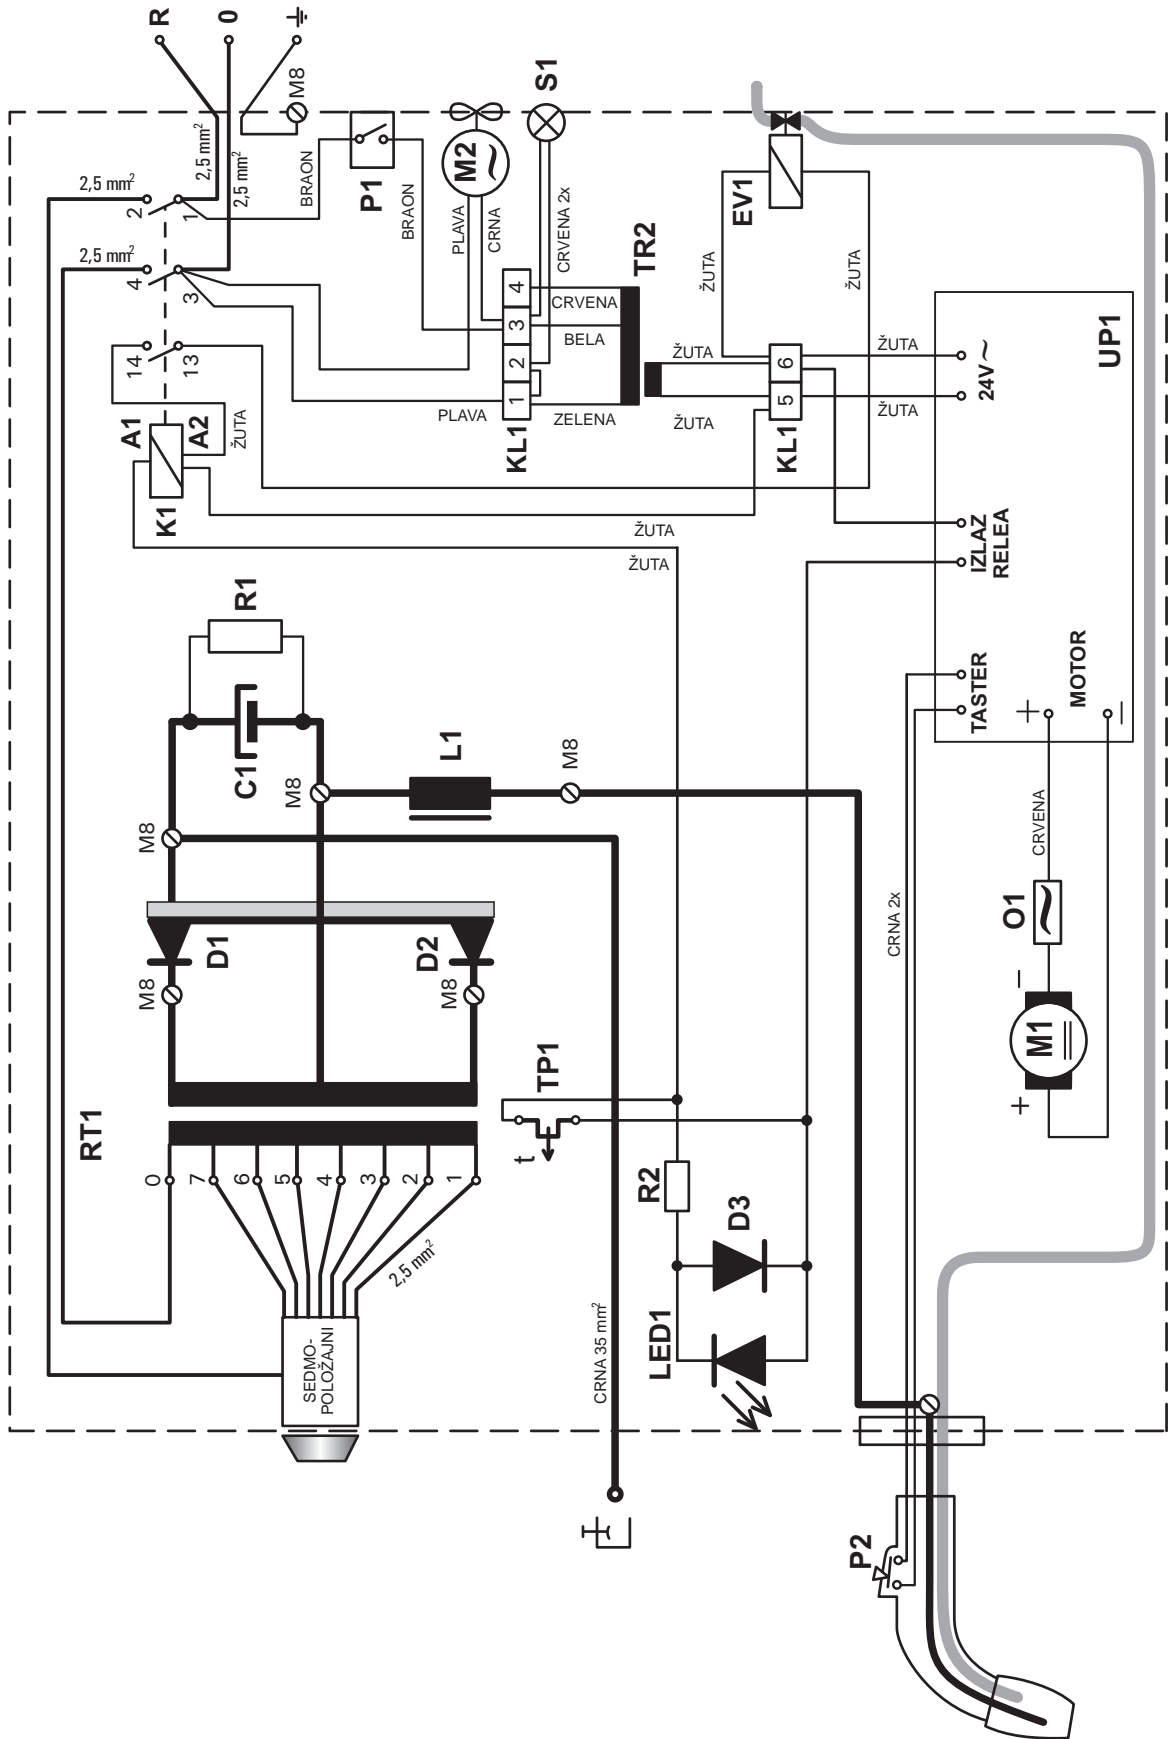 R
0
M8
2,5 mm²
2,5 mm²
2,5 mm²
2,5 mm²
2
1
4
3
14
13
BRAON
P1
BRAON
M2
~
PLAVA
CRNA
S1
CRVENA 2x
TR2
EV1
ŽUTA
ŽUTA
4
3
2
1
KL1
CRVENA
BELA
ZELENA
PLAVA
ŽUTA
ŽUTA
6
5
KL1
ŽUTA
ŽUTA
A1
A2
K1
ŽUTA
ŽUTA
ŽUTA
UP1
24V ~
IZLAZ
RELEA
TASTER
MOTOR
+
–
R1
C1
M8
L1
M8
M8
CRVENA
O1
CRNA 2x
–
M1
+
D1
D2
M8
M8
RT1
TP1
t
0
7
6
5
4
3
2
1
2,5 mm²
R2
D3
LED1
SEDMO-
POLOŽAJNI
CRNA 35 mm²
P2